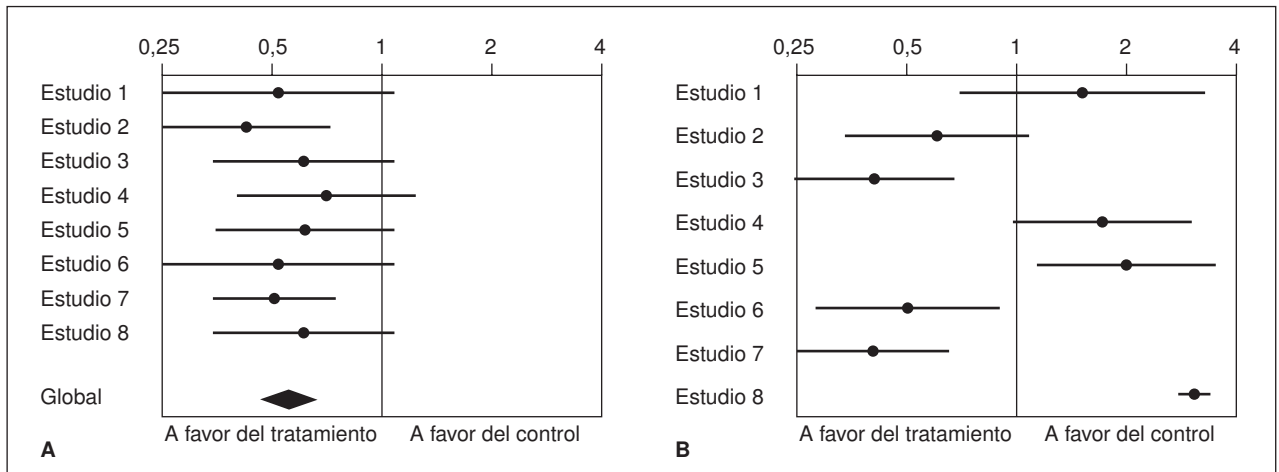 0,25 0,5 1 2 4
Estudio 1
Estudio 2
Estudio 3
Estudio 4
Estudio 5
Estudio 6
Estudio 7
Estudio 8
Global
A favor del tratamiento A favor del control
A
0,25 0,5 1 2 4
Estudio 1
Estudio 2
Estudio 3
Estudio 4
Estudio 5
Estudio 6
Estudio 7
Estudio 8
A favor del tratamiento A favor del control
B